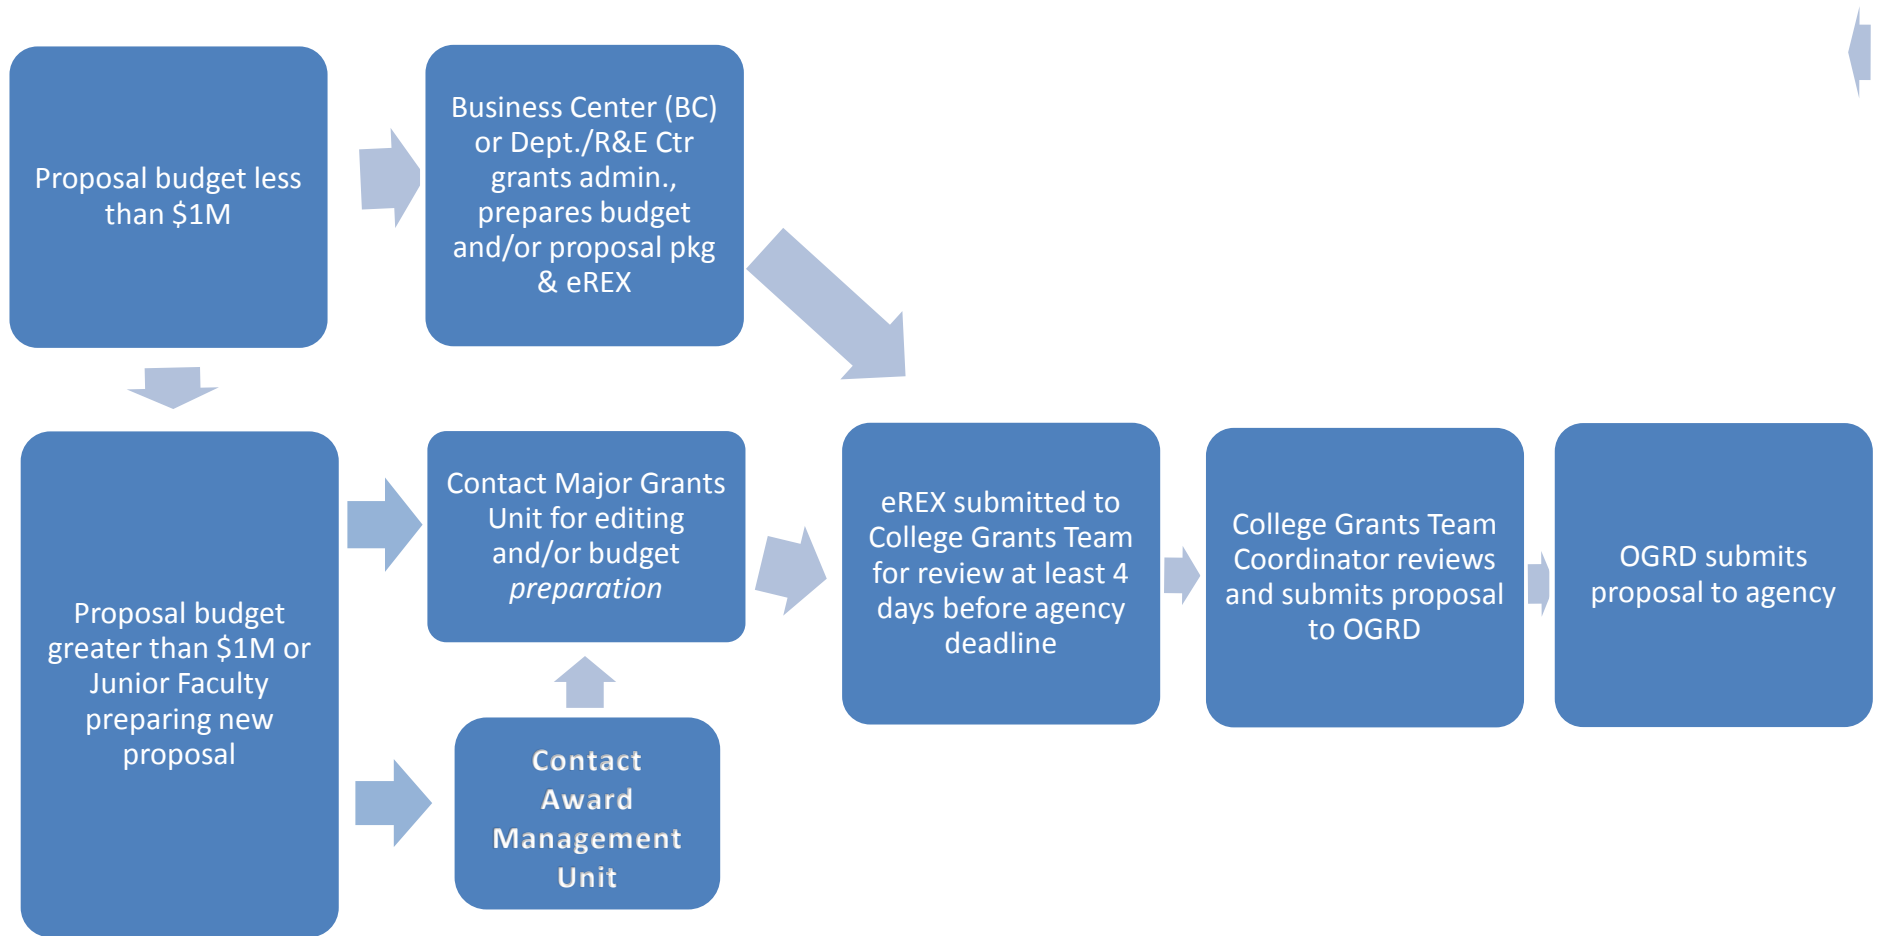 Proposal budget less
than $1M
Business Center (BC)
or Dept./R&E Ctr
grants admin.,
prepares budget
and/or proposal pkg
& eREX
Proposal budget
greater than $1M or
Junior Faculty
preparing new
proposal
Contact Major Grants
Unit for editing
and/or budget
preparation
Contact
Award
Management
Unit
eREX submitted to
College Grants Team
for review at least 4
days before agency
deadline
College Grants Team
Coordinator reviews
and submits proposal
to OGRD
OGRD submits
proposal to agency